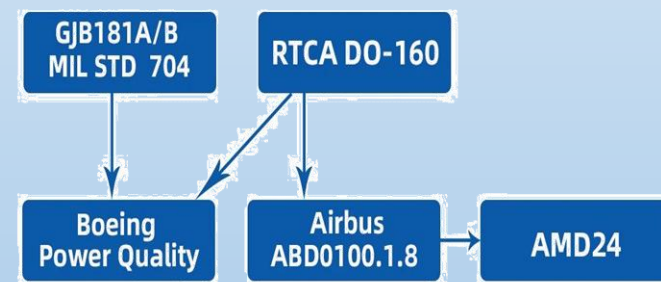 GJB181A/B
MIL STD 704
RTCA DO-160
Boeing
Power Quality
Airbus
ABD0100.1.8
AMD24